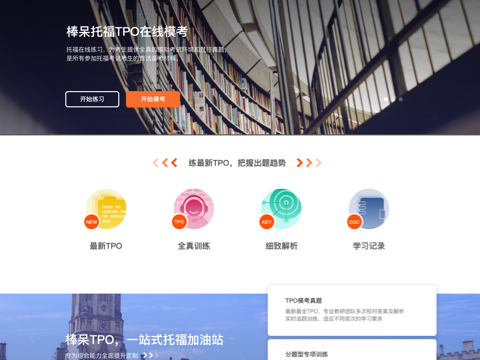 棒呆托福TPO在线模考
托福在线练习，为考生提供全真的模拟考试环境和过往真题，
是所有参加托福考试考生的首选备考材料。
开始练习
开始模考
练最新TPO，把握出题趋势
NEW
TPO
KEY
DOC
最新TPO
全真训练
细致解析
学习记录
TPO模考真题
最新最全TPO，专业教研团队多次校对答案及解析
实时追踪训练，适应不同层次的学习要求
棒呆TPO，一站式托福加油站
专为综合能力全面提升定制
分题型专项训练